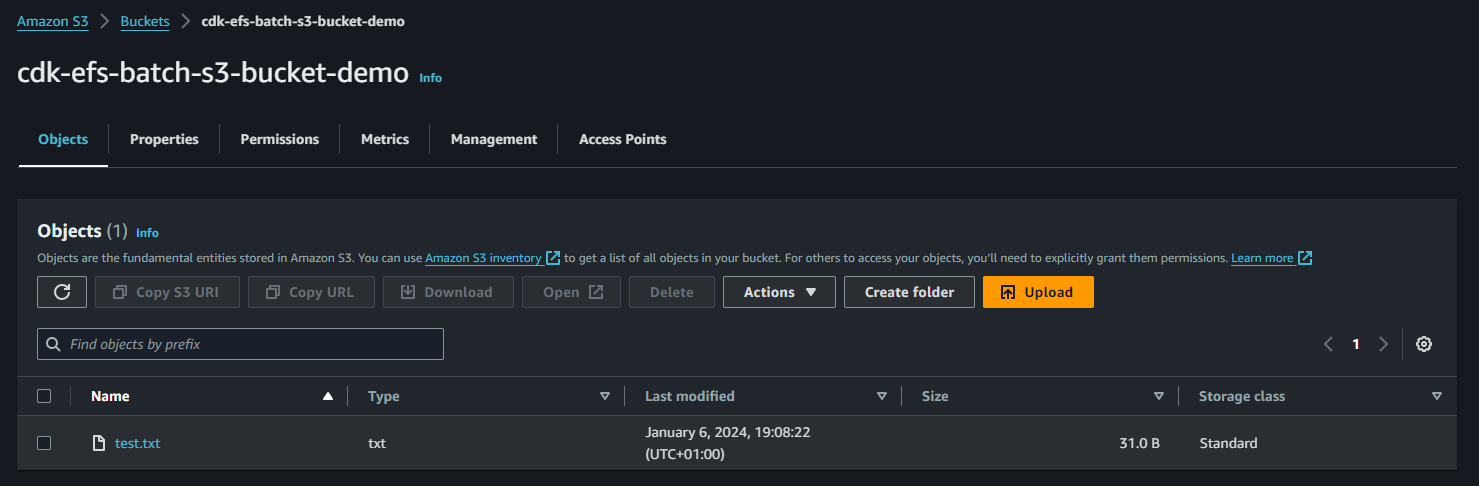 Amazon S3 > Buckets > cdk-efs-batch-s3-bucket-demo
cdk-efs-batch-s3-bucket-demo Info
Objects Properties Permissions Metrics Management Access Points
Objects (1) Info
Objects are the fundamental entities stored in Amazon S3. You can use Amazon S3 inventory to get a list of all objects in your bucket. For others to access your objects, you'll need to explicitly grant them permissions. Learn more
Copy S3 URI Copy URL Download Open Delete Actions Create folder Upload
Find objects by prefix 1
Name Type Last modified Size Storage class
test.txt txt January 6, 2024, 19:08:22 31.0 B Standard
(UTC+01:00)